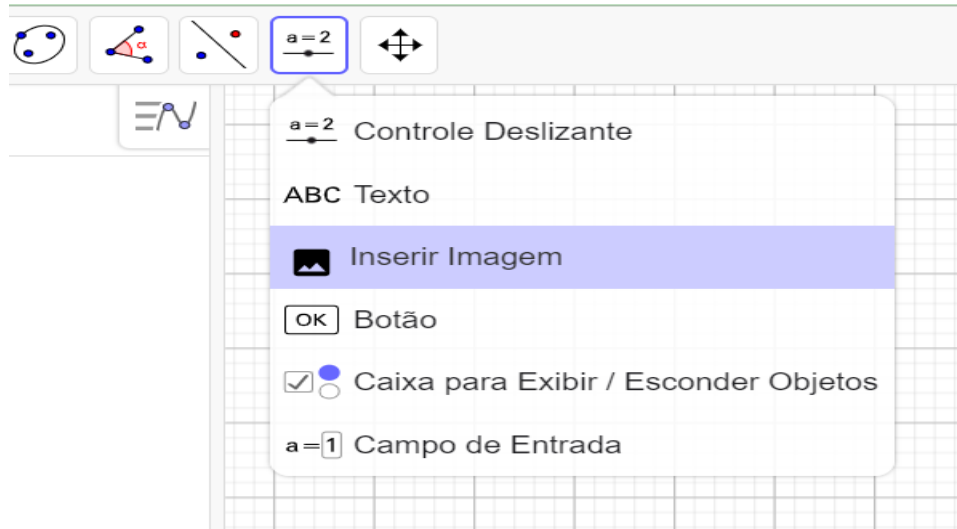 α
a=2
a=2 Controle Deslizante
ABC Texto
Inserir Imagem
OK Botão
Caixa para Exibir / Esconder Objetos
a=1 Campo de Entrada